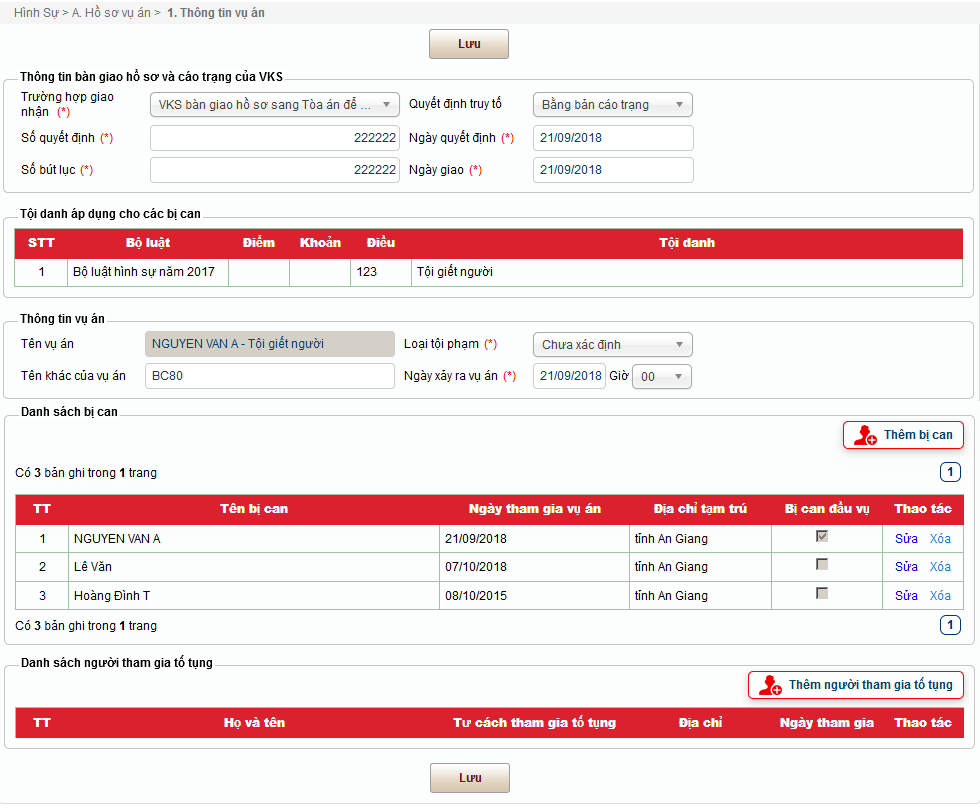 Hình Sự > A. Hồ sơ vụ án > 1. Thông tin vụ án
Lưu
Thông tin bàn giao hồ sơ và cáo trạng của VKS
Trường hợp giao nhận (*) VKS bàn giao hồ sơ sang Tòa án để ... Quyết định truy tố Bằng bản cáo trạng
Số quyết định (*) 222222 Ngày quyết định (*) 21/09/2018
Số bút lục (*) 222222 Ngày giao (*) 21/09/2018
Tội danh áp dụng cho các bị can
STT Bộ luật Điểm Khoản Điều Tội danh
1 Bộ luật hình sự năm 2017 123 Tội giết người
Thông tin vụ án
Tên vụ án NGUYEN VAN A - Tội giết người Loại tội phạm (*) Chưa xác định
Tên khác của vụ án BC80 Ngày xảy ra vụ án (*) 21/09/2018 Giờ 00
Danh sách bị can
Thêm bị can
Có 3 bản ghi trong 1 trang 1
TT Tên bị can Ngày tham gia vụ án Địa chỉ tạm trú Bị can đầu vụ Thao tác
1 NGUYEN VAN A 21/09/2018 tỉnh An Giang Sửa Xóa
2 Lê Văn 07/10/2018 tỉnh An Giang Sửa Xóa
3 Hoàng Đình T 08/10/2015 tỉnh An Giang Sửa Xóa
Có 3 bản ghi trong 1 trang 1
Danh sách người tham gia tố tụng
Thêm người tham gia tố tụng
TT Họ và tên Tư cách tham gia tố tụng Địa chỉ Ngày tham gia Thao tác
Lưu